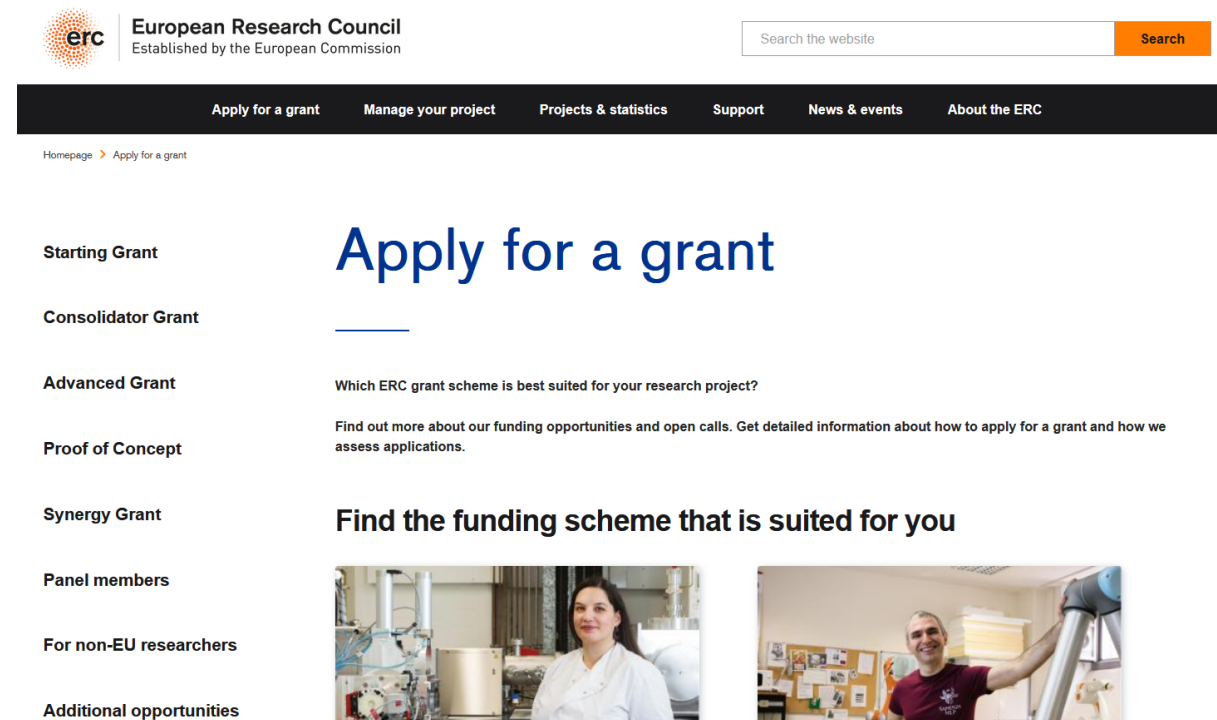 erc
European Research Council
Established by the European Commission
Search the website
Search
Apply for a grant
Manage your project
Projects & statistics
Support
News & events
About the ERC
Homepage
Apply for a grant
Starting Grant
Consolidator Grant
Advanced Grant
Proof of Concept
Synergy Grant
Panel members
For non-EU researchers
Additional opportunities
Apply for a grant
Which ERC grant scheme is best suited for your research project?
Find out more about our funding opportunities and open calls. Get detailed information about how to apply for a grant and how we
assess applications.
Find the funding scheme that is suited for you